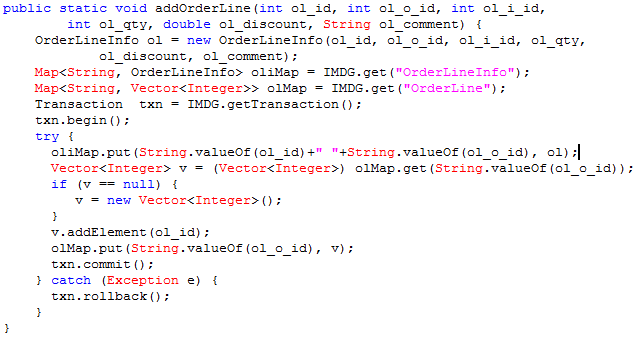 public static void addOrderLine(int ol_id, int ol_o_id, int ol_i_id,
int ol_qty, double ol_discount, String ol_comment) {
OrderLineInfo ol = new OrderLineInfo(ol_id, ol_o_id, ol_i_id, ol_qty,
ol_discount, ol_comment);
Map<String, OrderLineInfo> oliMap = IMDG.get("OrderLineInfo");
Map<String, Vector<Integer>> olMap = IMDG.get("OrderLine");
Transaction  txn = IMDG.getTransaction();
txn.begin();
try {
oliMap.put(String.valueOf(ol_id)+" "+String.valueOf(ol_o_id), ol);
Vector<Integer> v = (Vector<Integer>) olMap.get(String.valueOf(ol_o_id));
if (v == null) {
v = new Vector<Integer>();
}
v.addElement(ol_id);
olMap.put(String.valueOf(ol_o_id), v);
txn.commit();
} catch (Exception e) {
txn.rollback();
}
}